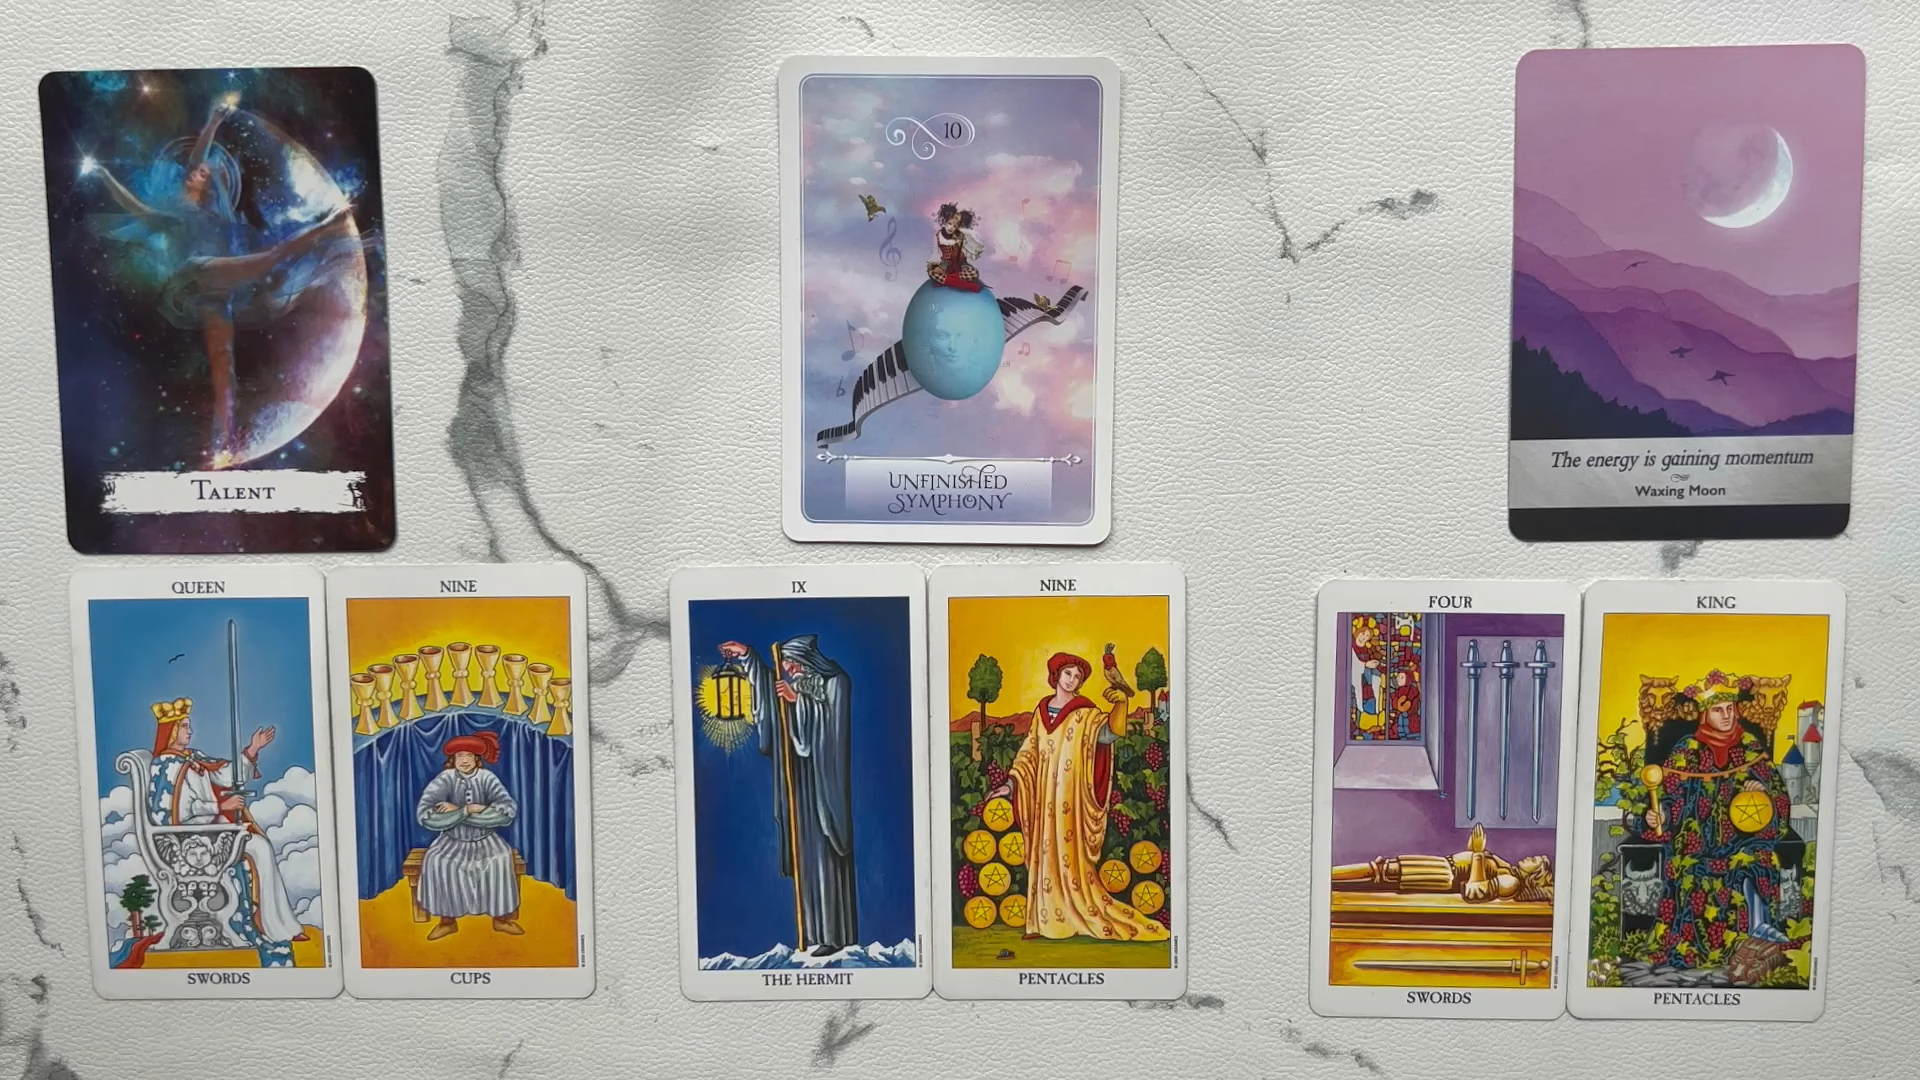 TALENT
10
UNFINISHED
SYMPHONY
The energy is gaining momentum
Waxing Moon
QUEEN
SWORDS
NINE
CUPS
IX
THE HERMIT
NINE
PENTACLES
FOUR
SWORDS
KING
PENTACLES